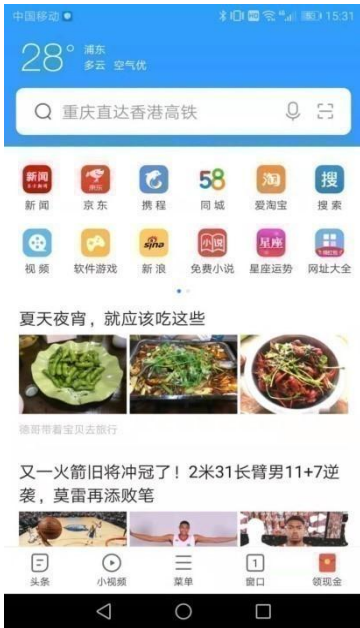 中国移动 15:31
28°
浦东
多云 空气优
重庆直达香港高铁
新闻
新闻 京东 携程 同城 爱淘宝 搜索
京东
58
淘
搜
sina
小说
星座
视频 软件游戏 新浪 免费小说 星座运势 网址大全
夏天夜宵，就应该吃这些
德哥带着宝贝去旅行
又一火箭旧将冲冠了！2米31长臂男11+7逆
袭，莫雷再添败笔
1
头条 小视频 菜单 窗口 领现金